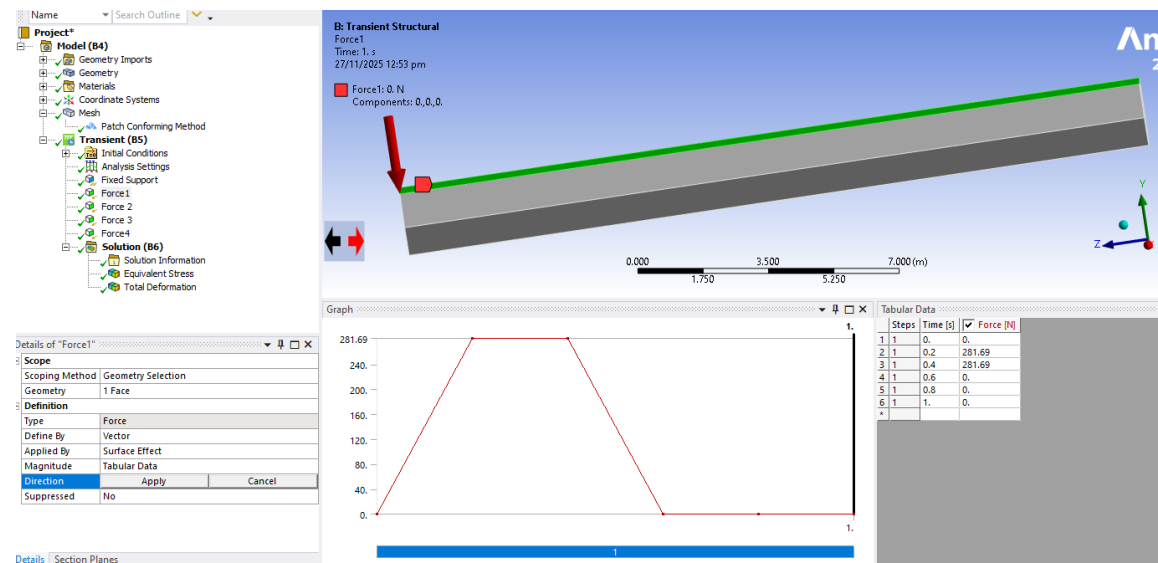 Name Search Outline
Project*
Model (B4)
Geometry Imports
Geometry
Materials
Coordinate Systems
Mesh
Patch Conforming Method
Transient (B5)
Initial Conditions
Analysis Settings
Fixed Support
Force1
Force 2
Force 3
Force4
Solution (B6)
Solution Information
Equivalent Stress
Total Deformation
Details of "Force1"
Scope
Scoping Method Geometry Selection
Geometry 1 Face
Definition
Type Force
Define By Vector
Applied By Surface Effect
Magnitude Tabular Data
Direction Apply Cancel
Suppressed No
Details Section Planes
B: Transient Structural
Force1
Time: 1. s
27/11/2025 12:53 pm
Force1: 0. N
Components: 0.,0.,0.
An
2
Y
Z
0.000 3.500 7.000 (m)
1.750 5.250
Graph
1.
281.69
240.
200.
160.
120.
80.
40.
0.
1.
1
Tabular Data
Steps Time [s] Force [N]
1 1 0. 0.
2 1 0.2 281.69
3 1 0.4 281.69
4 1 0.6 0.
5 1 0.8 0.
6 1 1. 0.
*